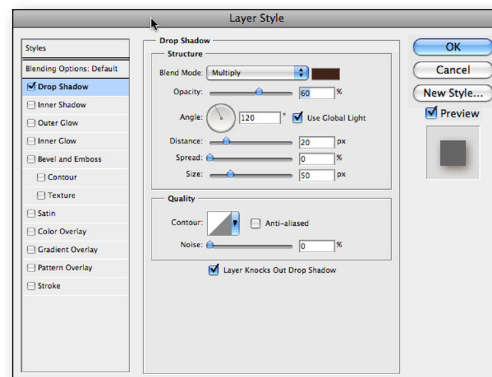 Layer Style
Styles
Blending Options: Default
Drop Shadow
Inner Shadow
Outer Glow
Inner Glow
Bevel and Emboss
Contour
Texture
Satin
Color Overlay
Gradient Overlay
Pattern Overlay
Stroke
Drop Shadow
Structure
Blend Mode: Multiply
Opacity: 60 %
Angle: 120 ° Use Global Light
Distance: 20 px
Spread: 0 %
Size: 50 px
Quality
Contour: Anti-aliased
Noise: 0 %
Layer Knocks Out Drop Shadow
OK
Cancel
New Style...
Preview